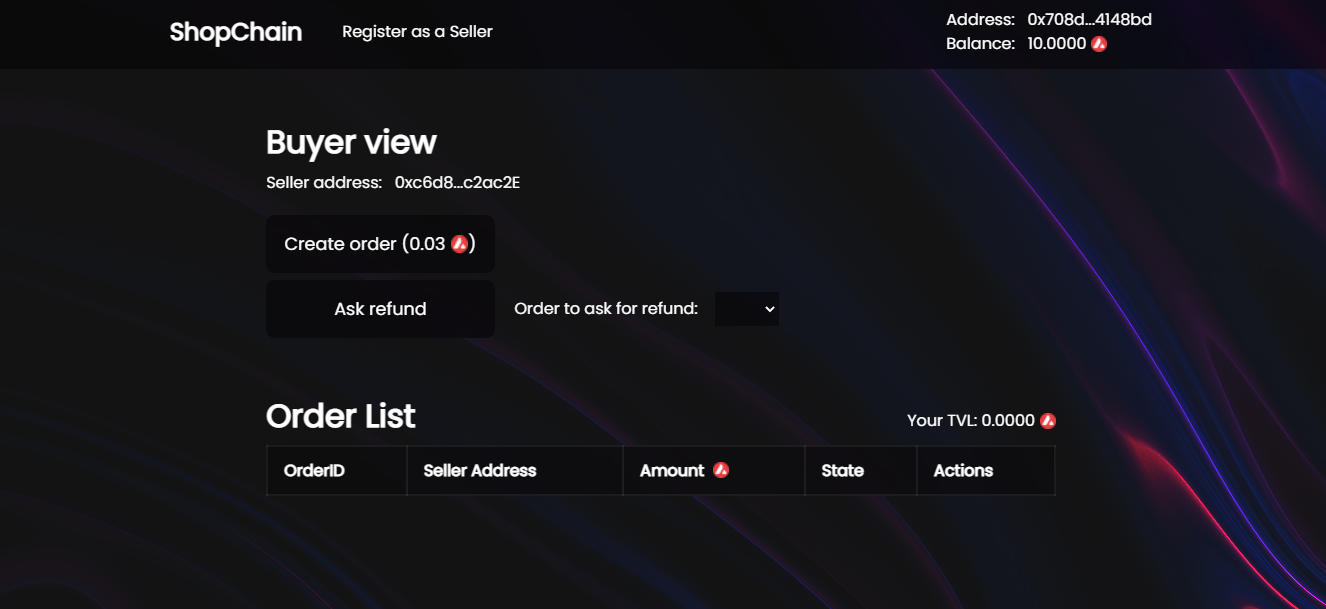 ShopChain
Register as a Seller
Address: 0x708d...4148bd
Balance: 10.0000
Buyer view
Seller address: 0xc6d8...c2ac2E
Create order (0.03 )
Ask refund
Order to ask for refund:
Order List
Your TVL: 0.0000
OrderID Seller Address Amount State Actions